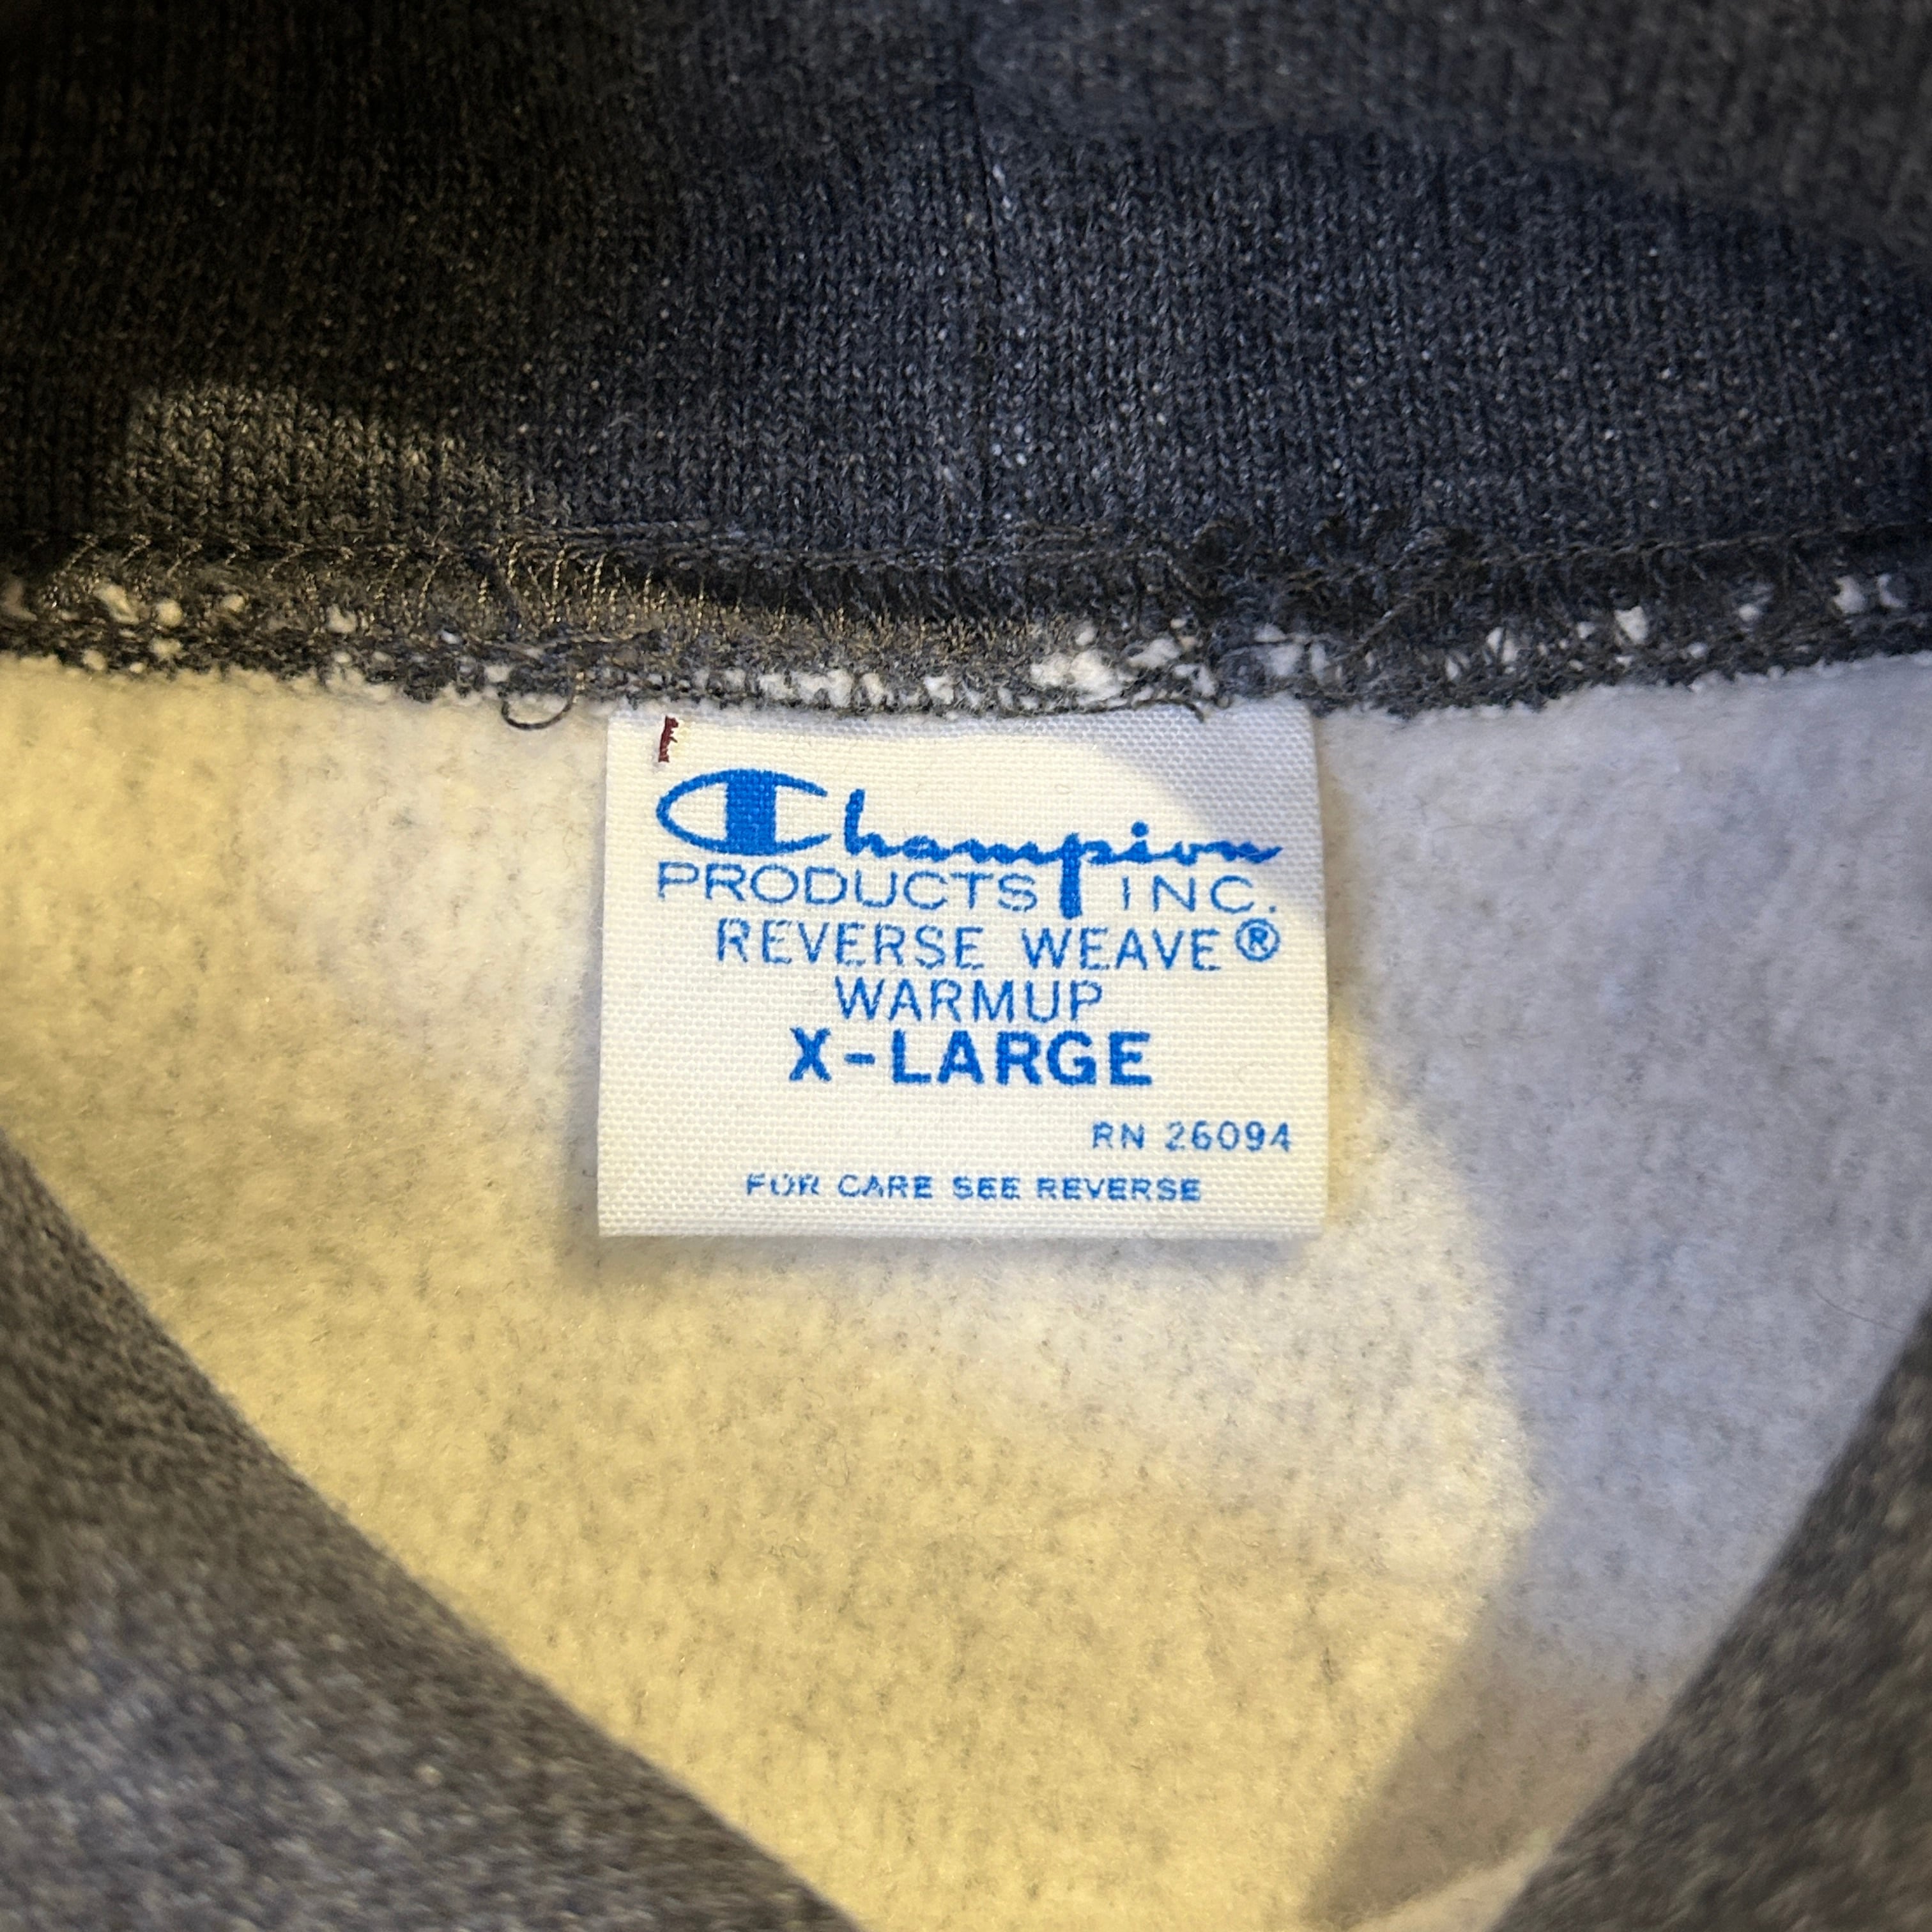 Champion
PRODUCTS INC.
REVERSE WEAVE®
WARMUP
X-LARGE
RN 26094
FOR CARE SEE REVERSE